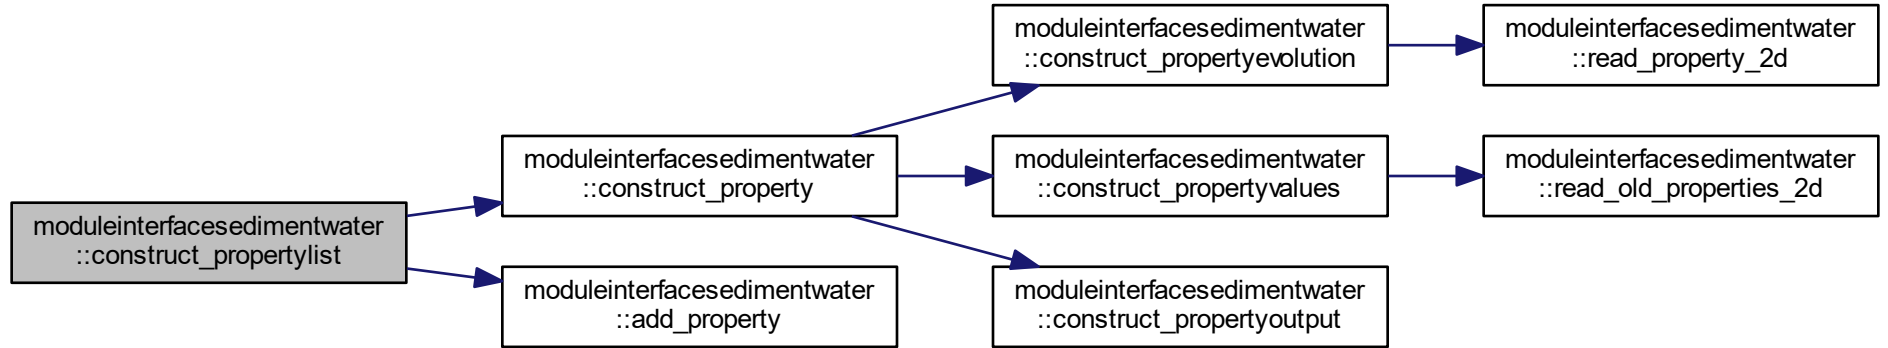 moduleinterfacesedimentwater
::construct_propertylist
moduleinterfacesedimentwater
::construct_property
moduleinterfacesedimentwater
::add_property
moduleinterfacesedimentwater
::construct_propertyevolution
moduleinterfacesedimentwater
::construct_propertyvalues
moduleinterfacesedimentwater
::construct_propertyoutput
moduleinterfacesedimentwater
::read_property_2d
moduleinterfacesedimentwater
::read_old_properties_2d